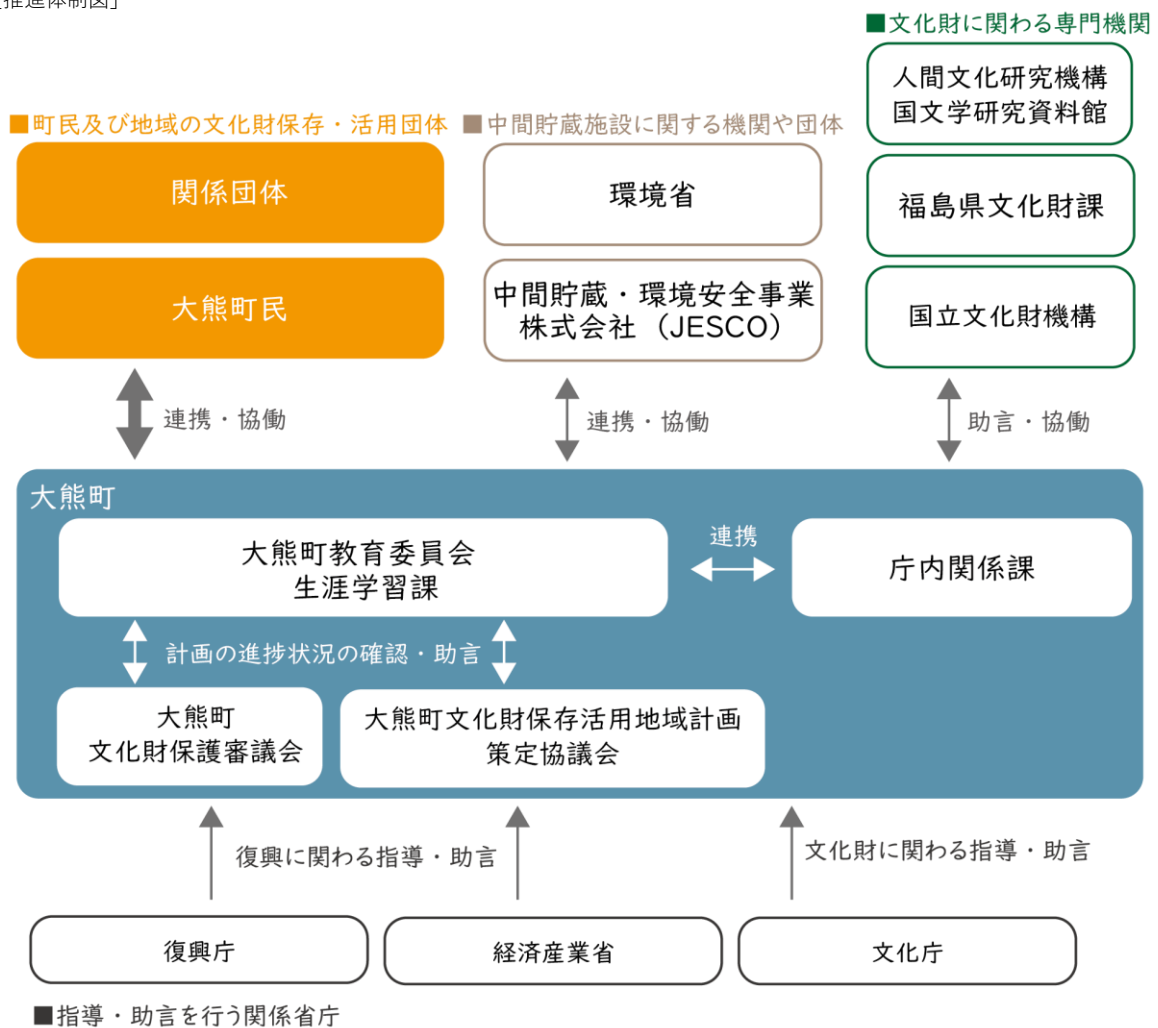 推進体制図］
■文化財に関わる専門機関
人間文化研究機構
国文学研究資料館
福島県文化財課
国立文化財機構
■町民及び地域の文化財保存・活用団体
関係団体
大熊町民
■中間貯蔵施設に関する機関や団体
環境省
中間貯蔵・環境安全事業
株式会社（JESCO）
連携・協働
連携・協働
助言・協働
大熊町
大熊町教育委員会
生涯学習課
連携
庁内関係課
計画の進捗状況の確認・助言
大熊町
文化財保護審議会
大熊町文化財保存活用地域計画
策定協議会
復興に関わる指導・助言
文化財に関わる指導・助言
復興庁
経済産業省
文化庁
■指導・助言を行う関係省庁